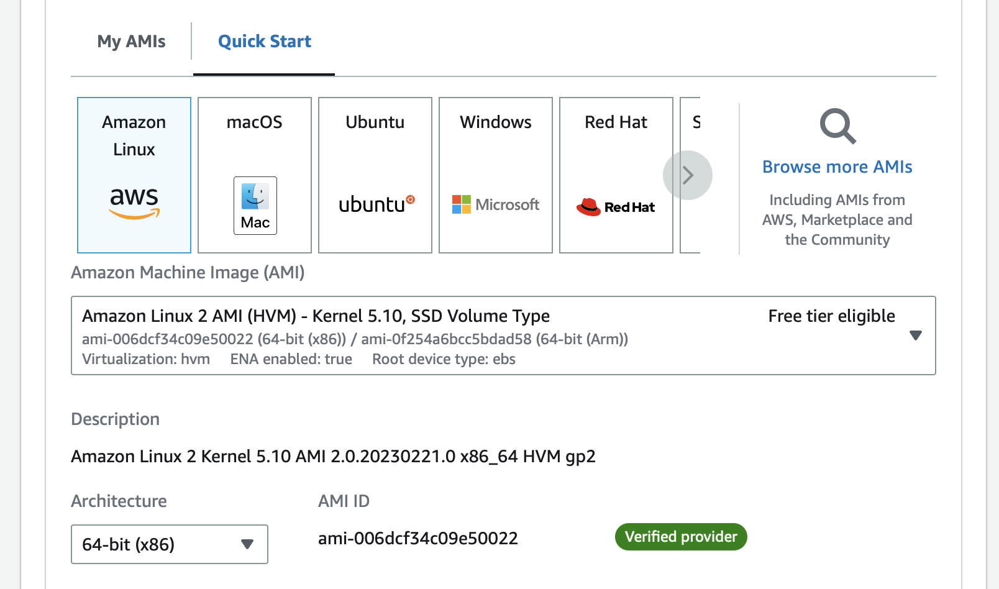 My AMIs
Quick Start
Amazon
Linux
aws
macOS
Mac
Ubuntu
ubuntu
Windows
Microsoft
Red Hat
Red Hat
S
Browse more AMIs
Including AMIs from
AWS, Marketplace and
the Community
Amazon Machine Image (AMI)
Amazon Linux 2 AMI (HVM) - Kernel 5.10, SSD Volume Type
Free tier eligible
ami-006dcf34c09e50022 (64-bit (x86)) / ami-0f254a6bcc5bdad58 (64-bit (Arm))
Virtualization: hvm ENA enabled: true Root device type: ebs
Description
Amazon Linux 2 Kernel 5.10 AMI 2.0.20230221.0 x86_64 HVM gp2
Architecture
AMI ID
64-bit (x86)
ami-006dcf34c09e50022
Verified provider